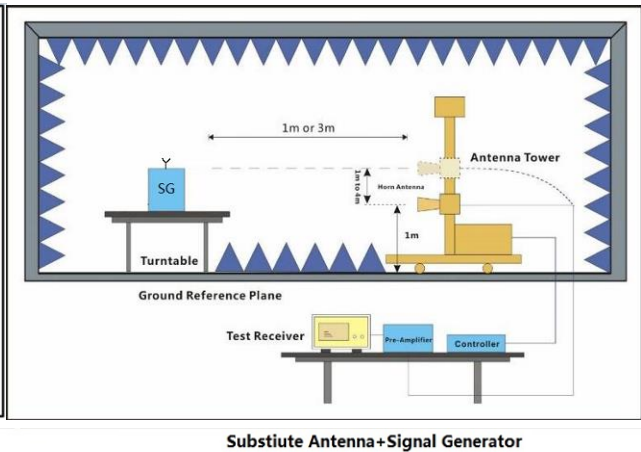 1m or 3m
Antenna Tower
SG
1m to 4m
Horn Antenna
1m
Turntable
Ground Reference Plane
Test Receiver
Pre-Amplifier
Controller
Substiute Antenna+Signal Generator